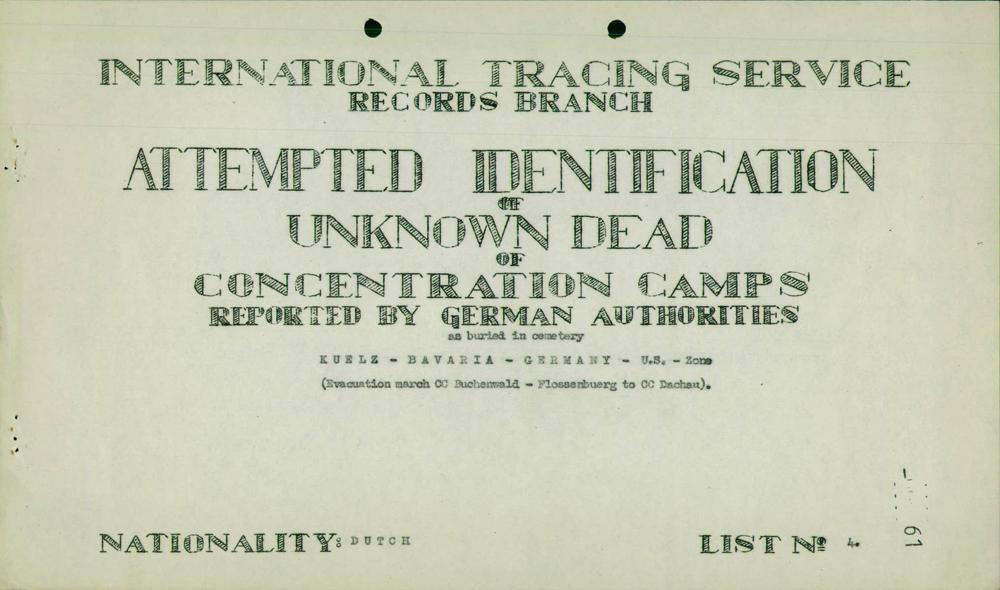 INTERNATIONAL TRACING SERVICE
RECORDS BRANCH
ATTEMPTED IDENTIFICATION
OF
UNKNOWN DEAD
OF
CONCENTRATION CAMPS
REPORTED BY GERMAN AUTHORITIES
as buried in cemetery
KUELZ - BAVARIA - GERMANY - U.S. - Zone
(Evacuation march CC Buchenwald - Flossenbuerg to CC Dachau).
NATIONALITY: DUTCH
LIST Nº 4.
61